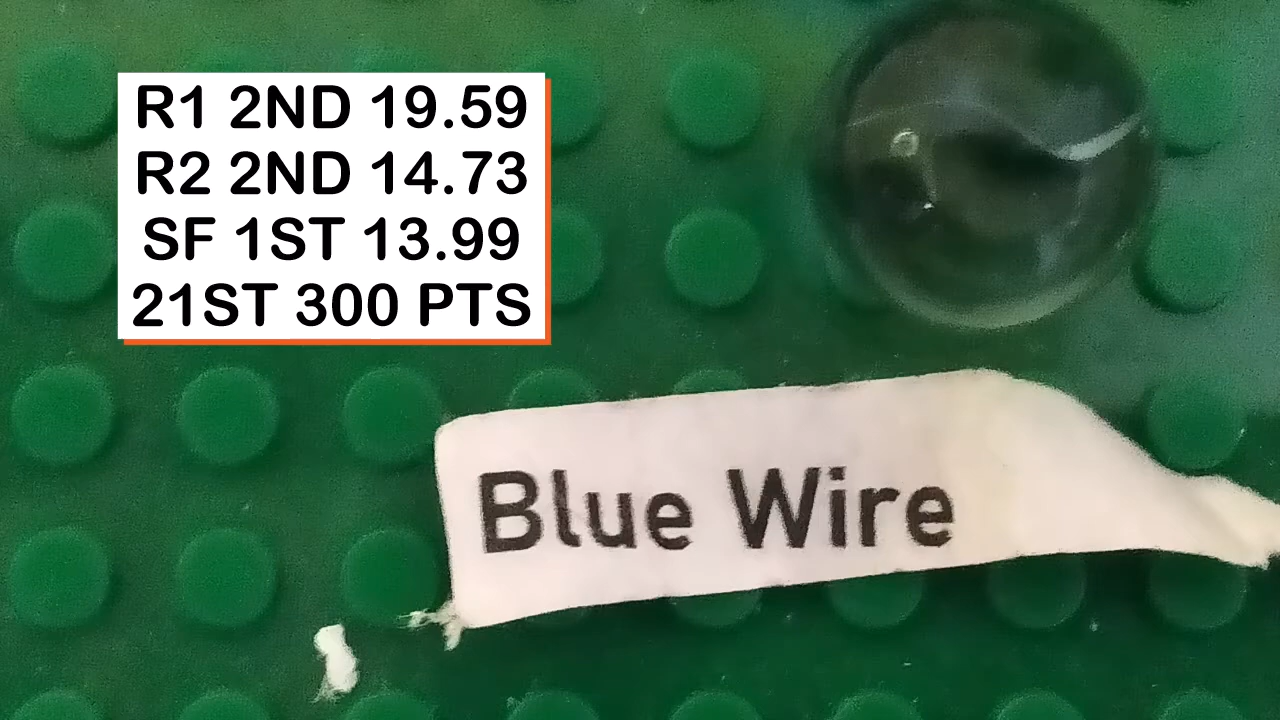 R1 2ND 19.59
R2 2ND 14.73
SF 1ST 13.99
21ST 300 PTS
Blue Wire